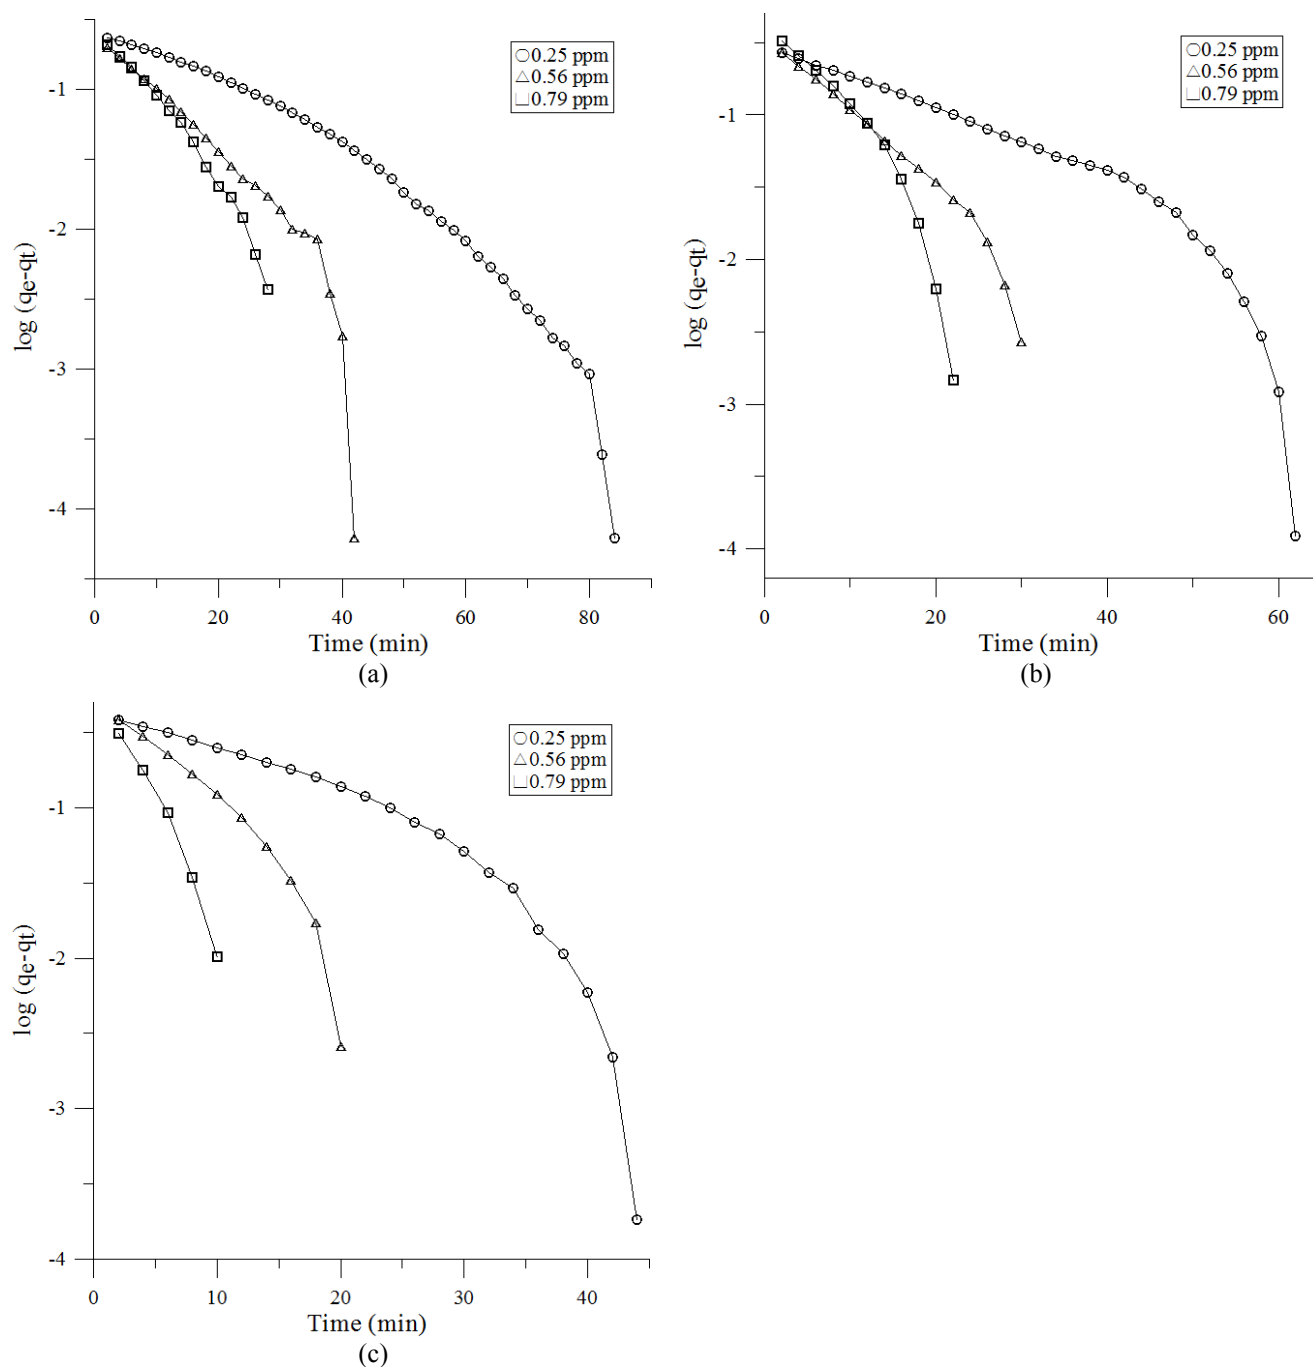 ○ 0.25 ppm
△ 0.56 ppm
□ 0.79 ppm
-1
-2
-3
-4
log (qe-qt)
0
20
40
60
80
Time (min)
(a)
○ 0.25 ppm
△ 0.56 ppm
□ 0.79 ppm
-1
-2
-3
-4
log (qe-qt)
0
20
40
60
Time (min)
(b)
○ 0.25 ppm
△ 0.56 ppm
□ 0.79 ppm
-1
-2
-3
-4
log (qe-qt)
0
10
20
30
40
Time (min)
(c)